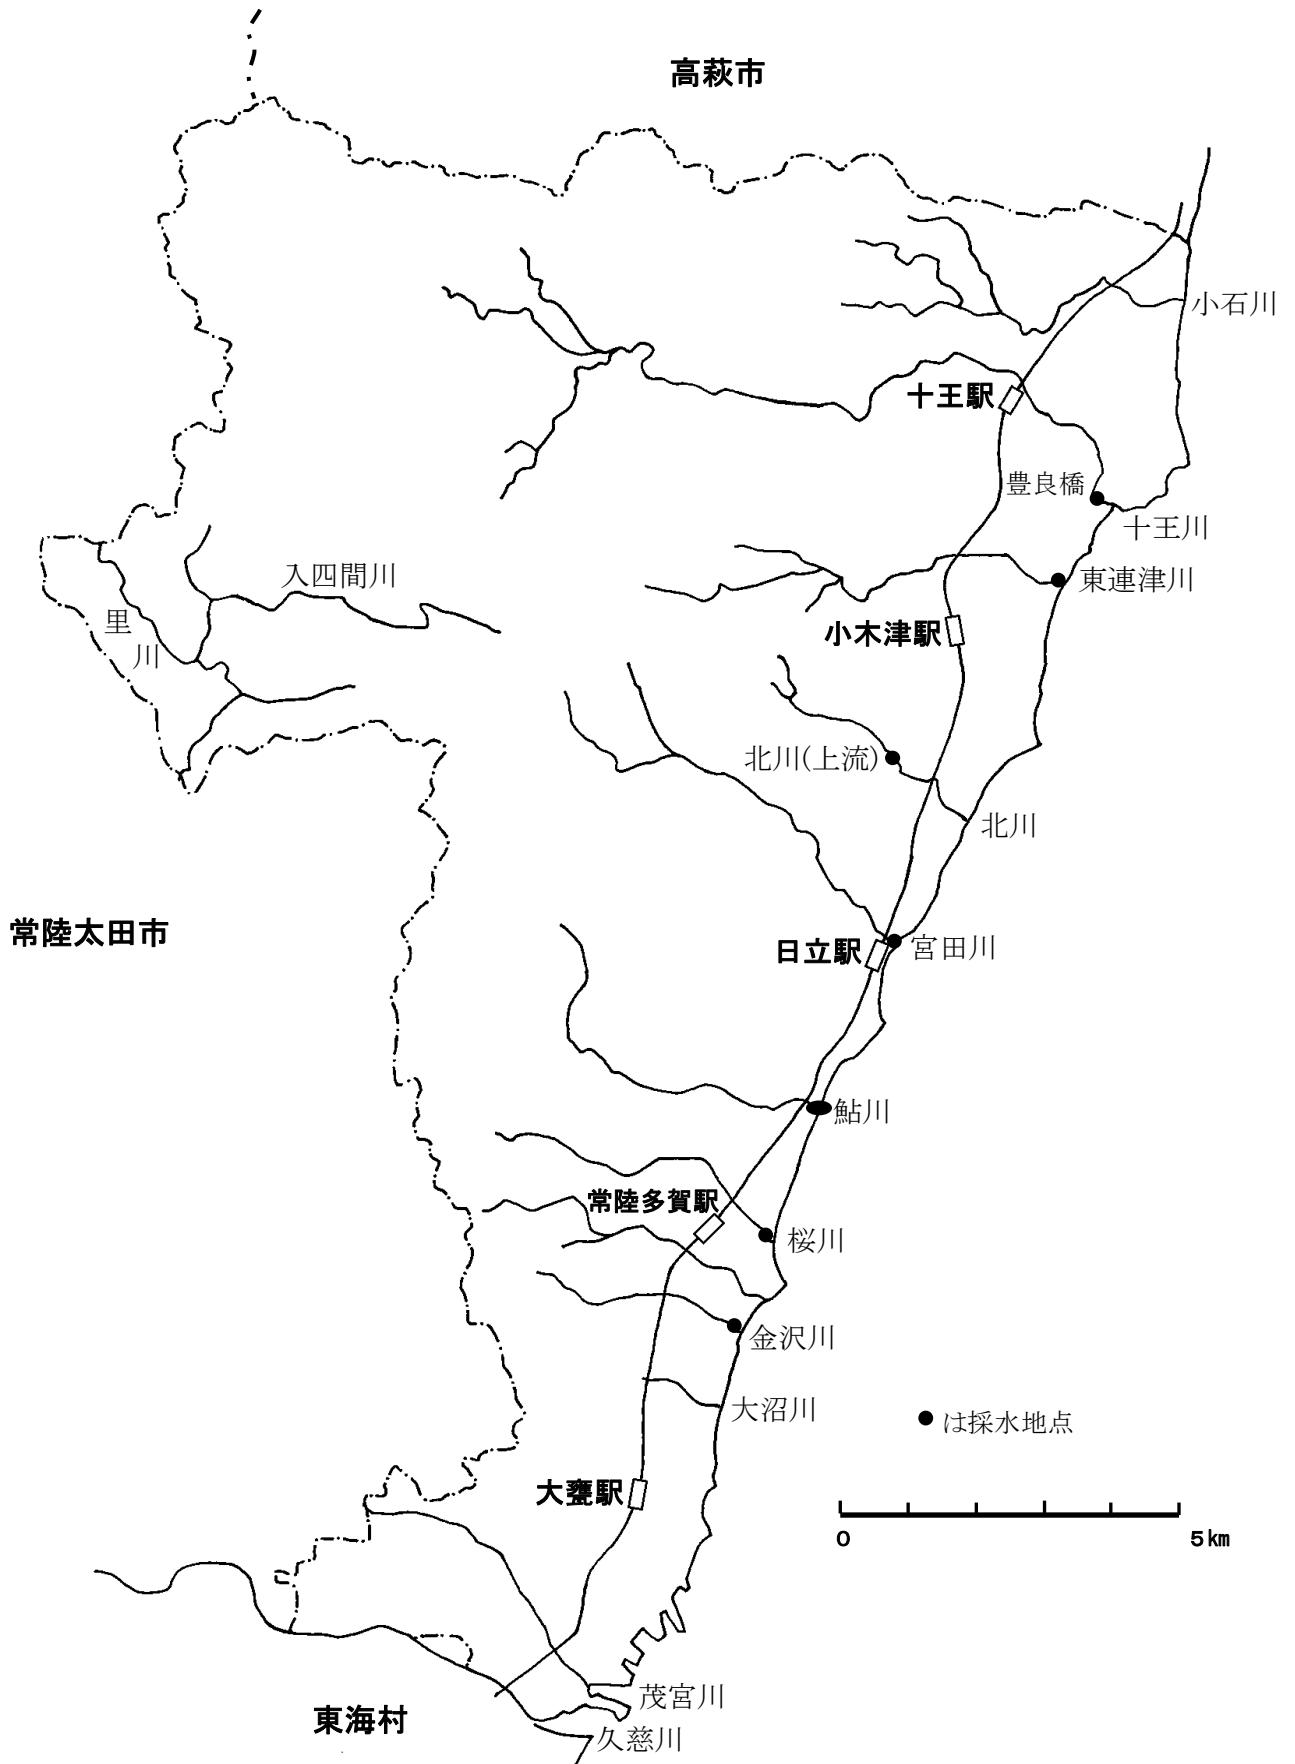 高萩市
小石川
十王駅
豊良橋
十王川
入四間川
東連津川
里
川
小木津駅
北川(上流)
北川
常陸太田市
日立駅
宮田川
鮎川
常陸多賀駅
桜川
金沢川
大沼川
は採水地点
大甕駅
0
5km
茂宮川
東海村
久慈川